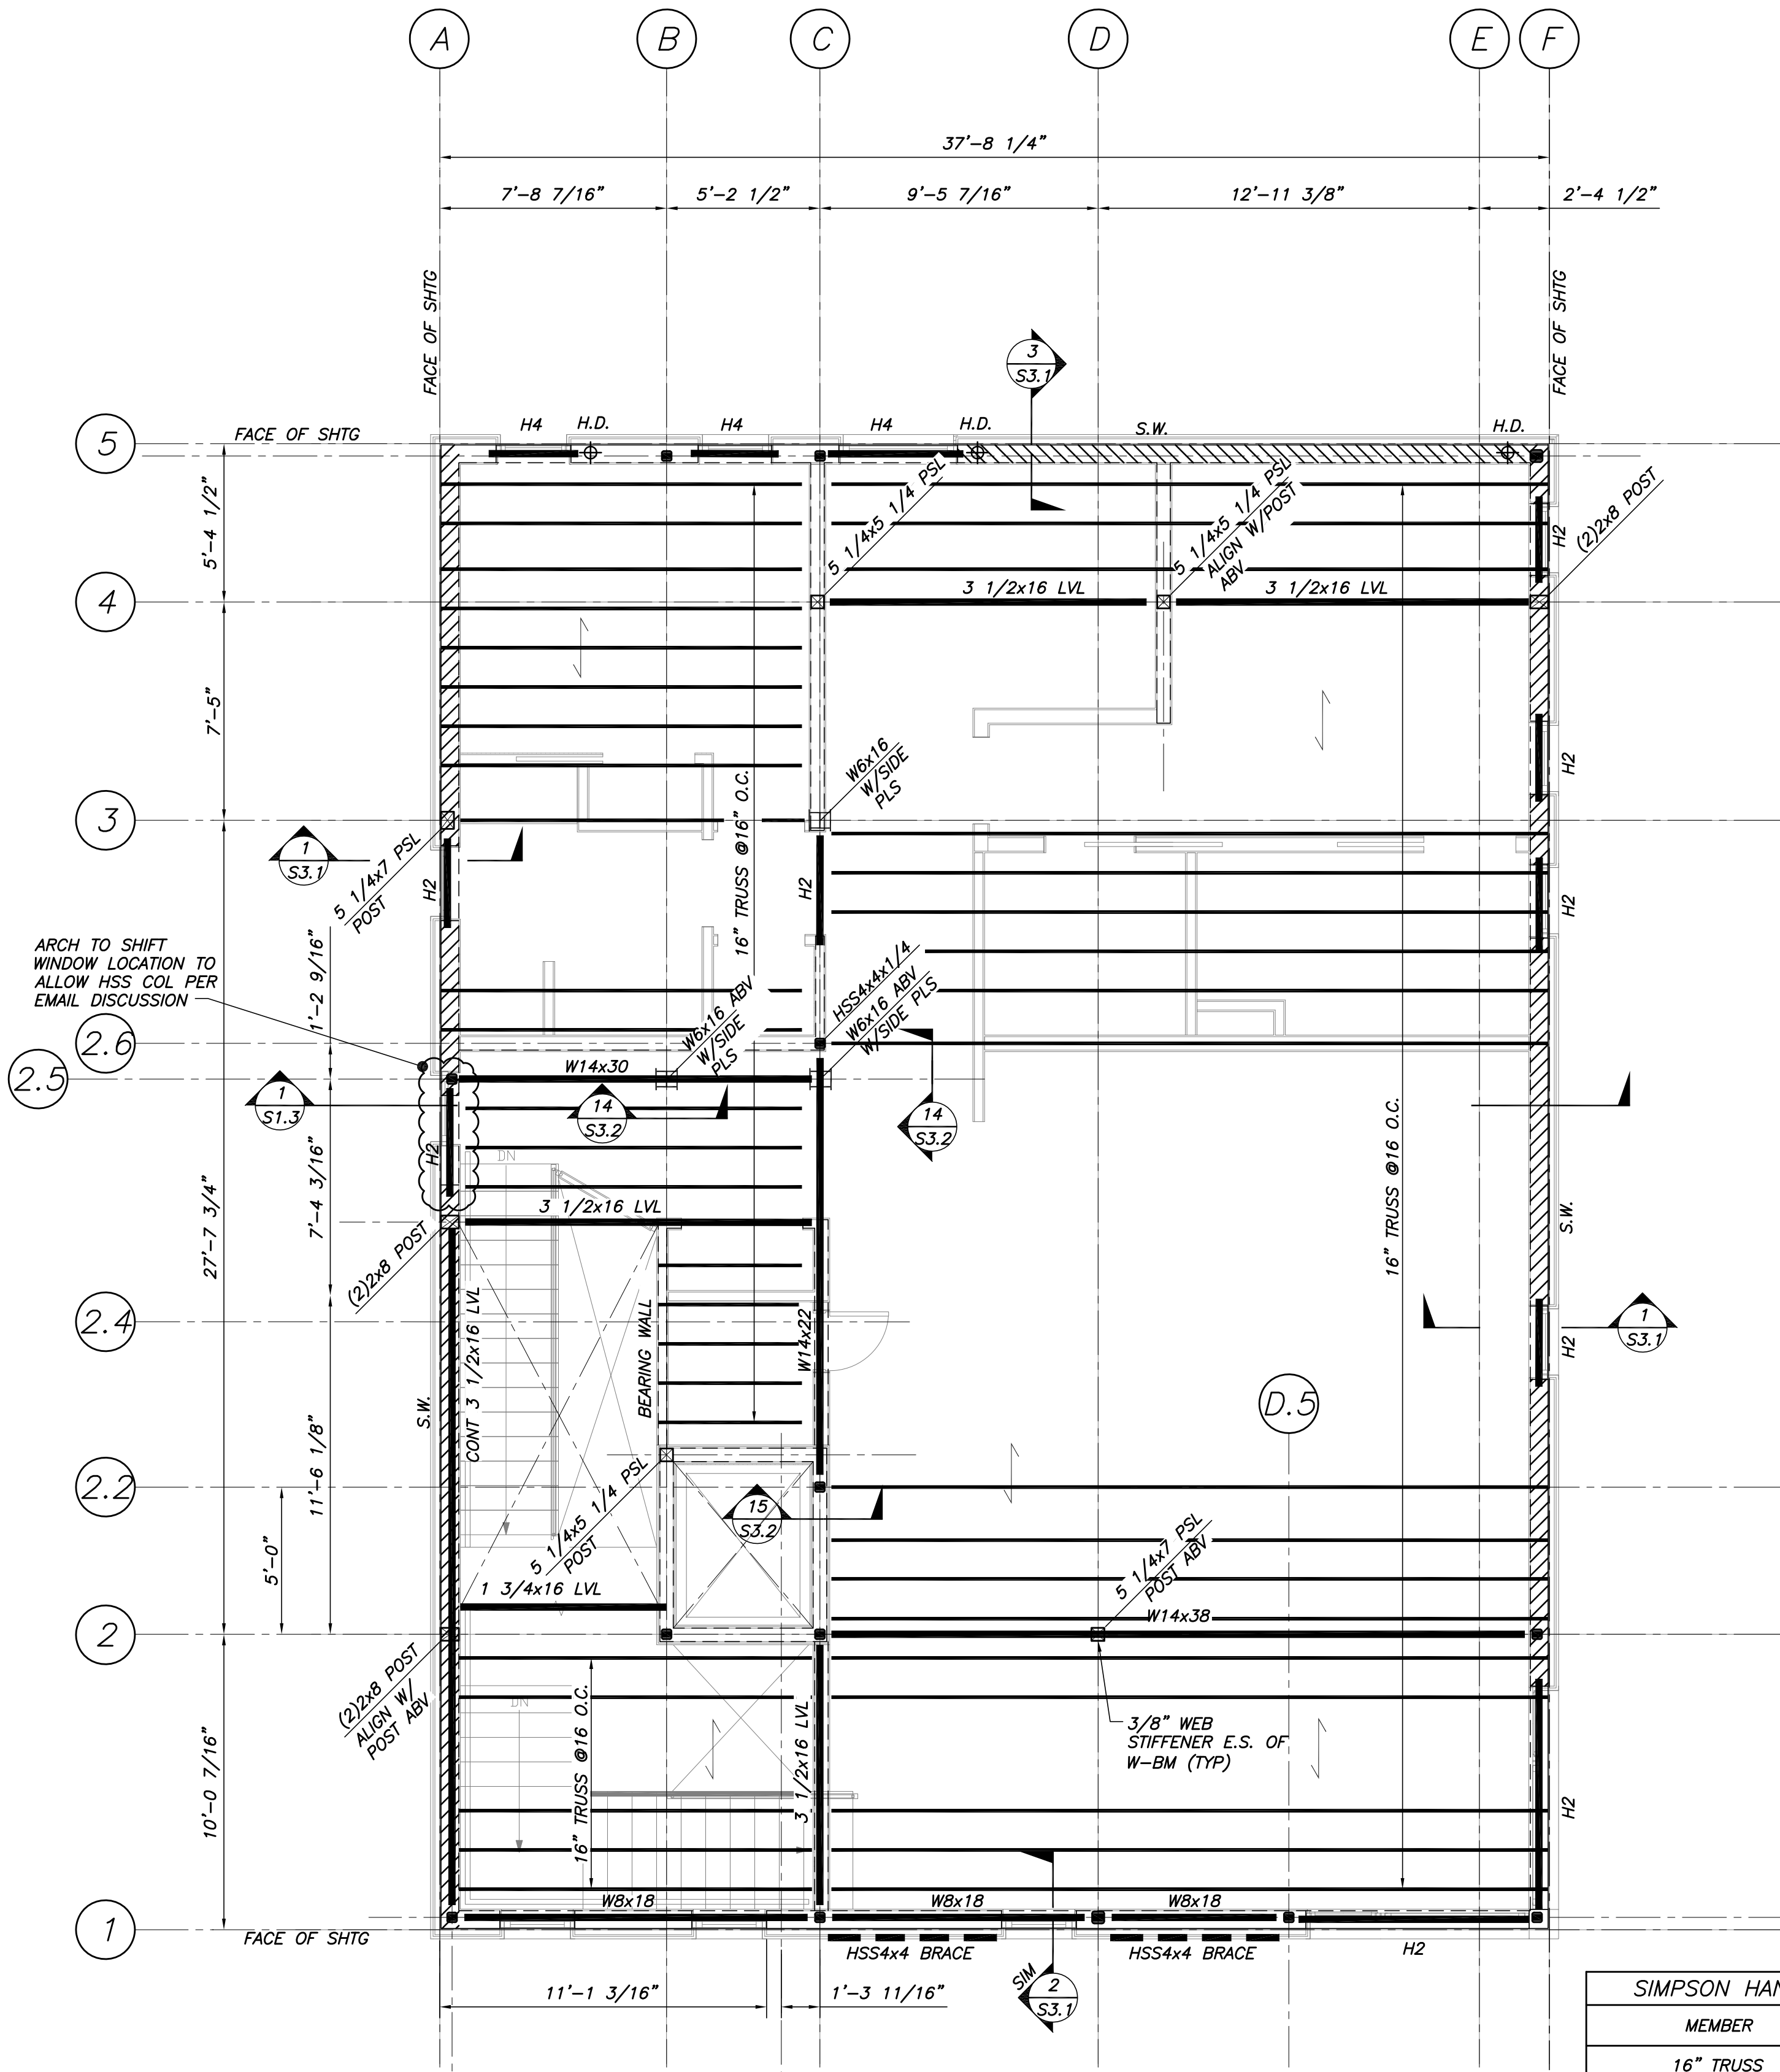 A
B
C
D
E
F
37'-8 1/4"
7'-8 7/16"
5'-2 1/2"
9'-5 7/16"
12'-11 3/8"
2'-4 1/2"
FACE OF SHTG
FACE OF SHTG
3
S3.1
5
FACE OF SHTG
H4
H.D.
H4
H4
H.D.
S.W.
H.D.
5'-4 1/2"
5 1/4x5 1/4 PSL
5 1/4x5 1/4 PSL
ALIGN W/POST
ABV
H2
(2)2x8 POST
4
3 1/2x16 LVL
3 1/2x16 LVL
7'-5"
W6x16
W/SIDE
PLS
H2
16" TRUSS @16" O.C.
3
1
S3.1
5 1/4x7 PSL
POST
H2
H2
H2
ARCH TO SHIFT
WINDOW LOCATION TO
ALLOW HSS COL PER
EMAIL DISCUSSION
1'-2 9/16"
W6x16 ABV
W/SIDE
PLS
HSS4x4x1/4
W6x16 ABV
W/SIDE PLS
2.6
2.5
W14x30
1
S1.3
14
S3.2
14
S3.2
H2
DN
7'-4 3/16"
27'-7 3/4"
16" TRUSS @16 O.C.
3 1/2x16 LVL
(2)2x8 POST
S.W.
2.4
CONT 3 1/2x16 LVL
BEARING WALL
W14x22
1
S3.1
H2
S.W.
D.5
11'-6 1/8"
2.2
5 1/4x5 1/4 PSL
POST
15
S3.2
5'-0"
1 3/4x16 LVL
5 1/4x7 PSL
POST ABV
W14x38
2
(2)2x8 POST
ALIGN W/
POST ABV
DN
16" TRUSS @16 O.C.
3 1/2x16 LVL
3/8" WEB
STIFFENER E.S. OF
W-BM (TYP)
10'-0 7/16"
H2
W8x18
W8x18
W8x18
1
FACE OF SHTG
HSS4x4 BRACE
HSS4x4 BRACE
H2
11'-1 3/16"
1'-3 11/16"
SIM
2
S3.1
SIMPSON HAN
MEMBER
16" TRUSS